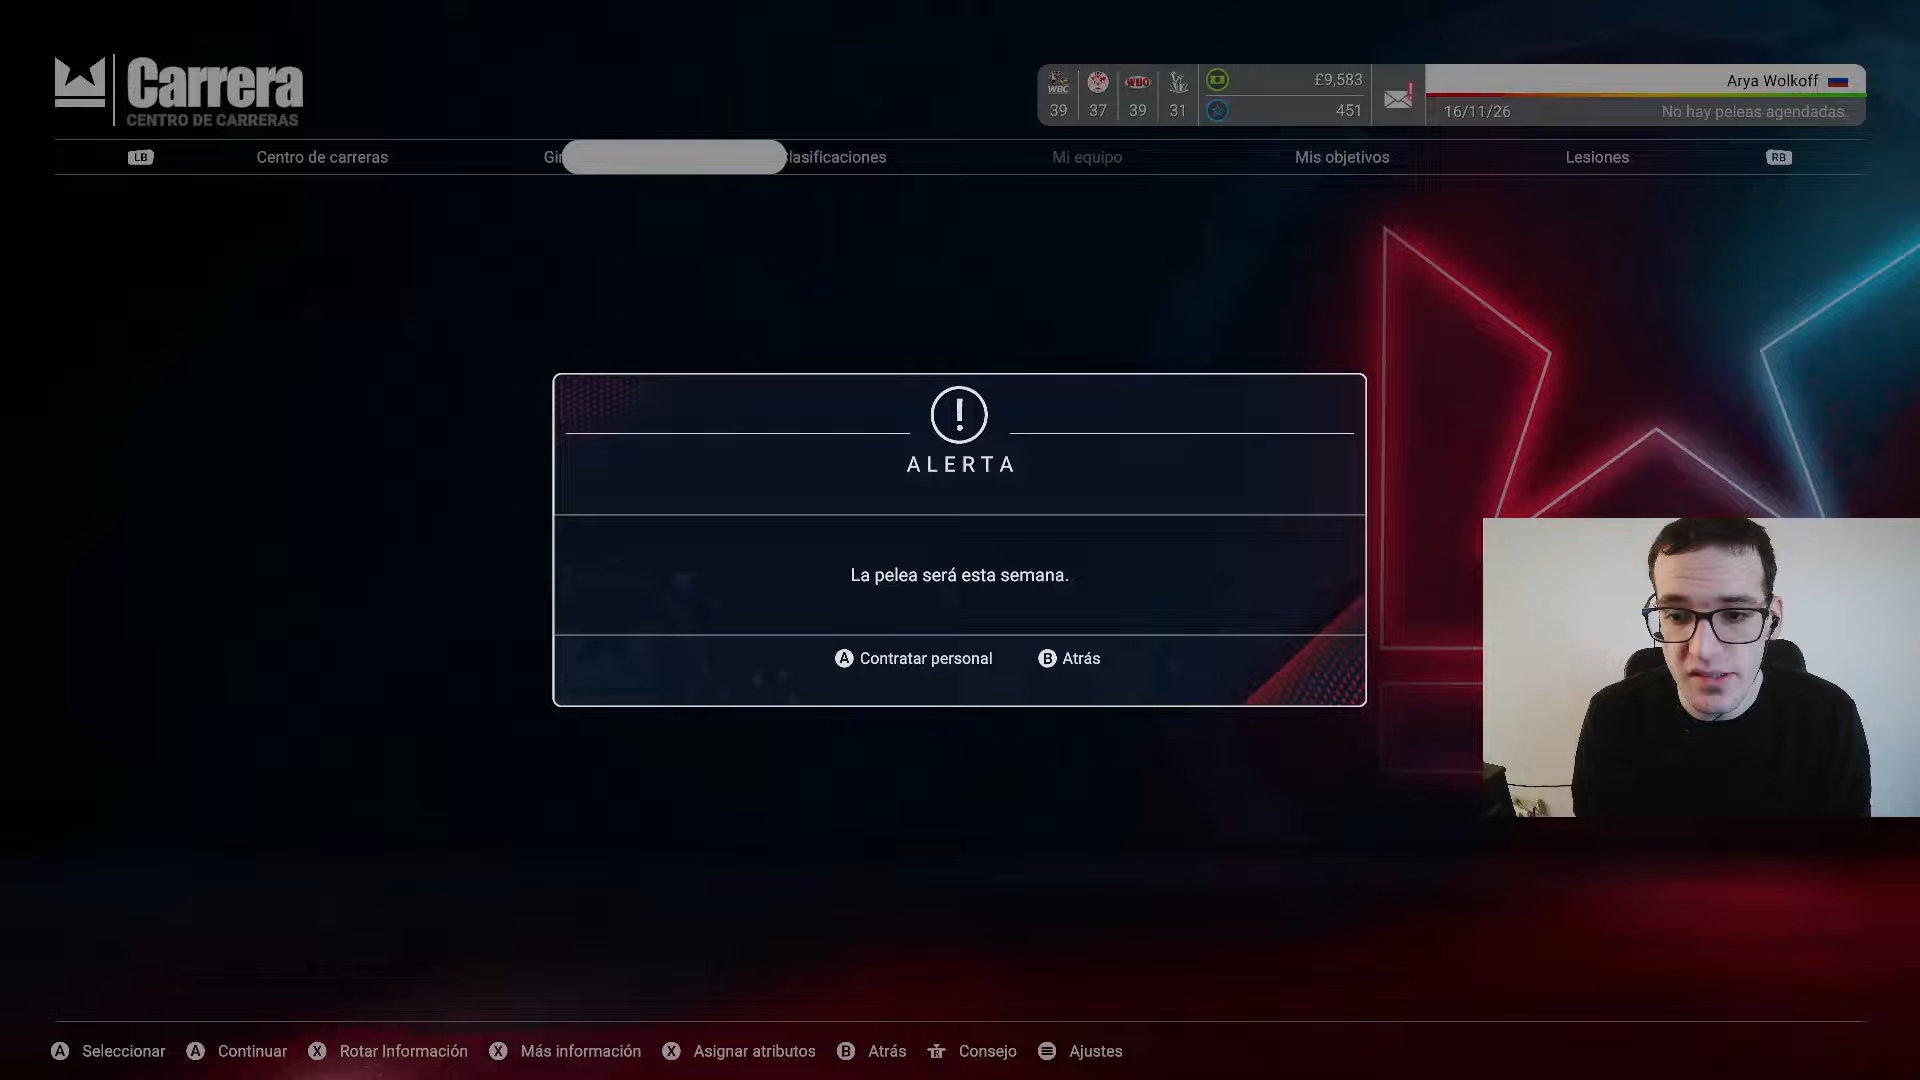 Carrera
CENTRO DE CARRERAS
WBC
WBO
39
37
39
31
£9,583
451
Arya Wolkoff
16/11/26
No hay peleas agendadas.
LB
Centro de carreras
Gi
lasificaciones
Mi equipo
Mis objetivos
Lesiones
RB
ALERTA
La pelea será esta semana.
A Contratar personal
B Atrás
A Seleccionar
A Continuar
X Rotar Información
X Más información
X Asignar atributos
B Atrás
R Consejo
Ajustes